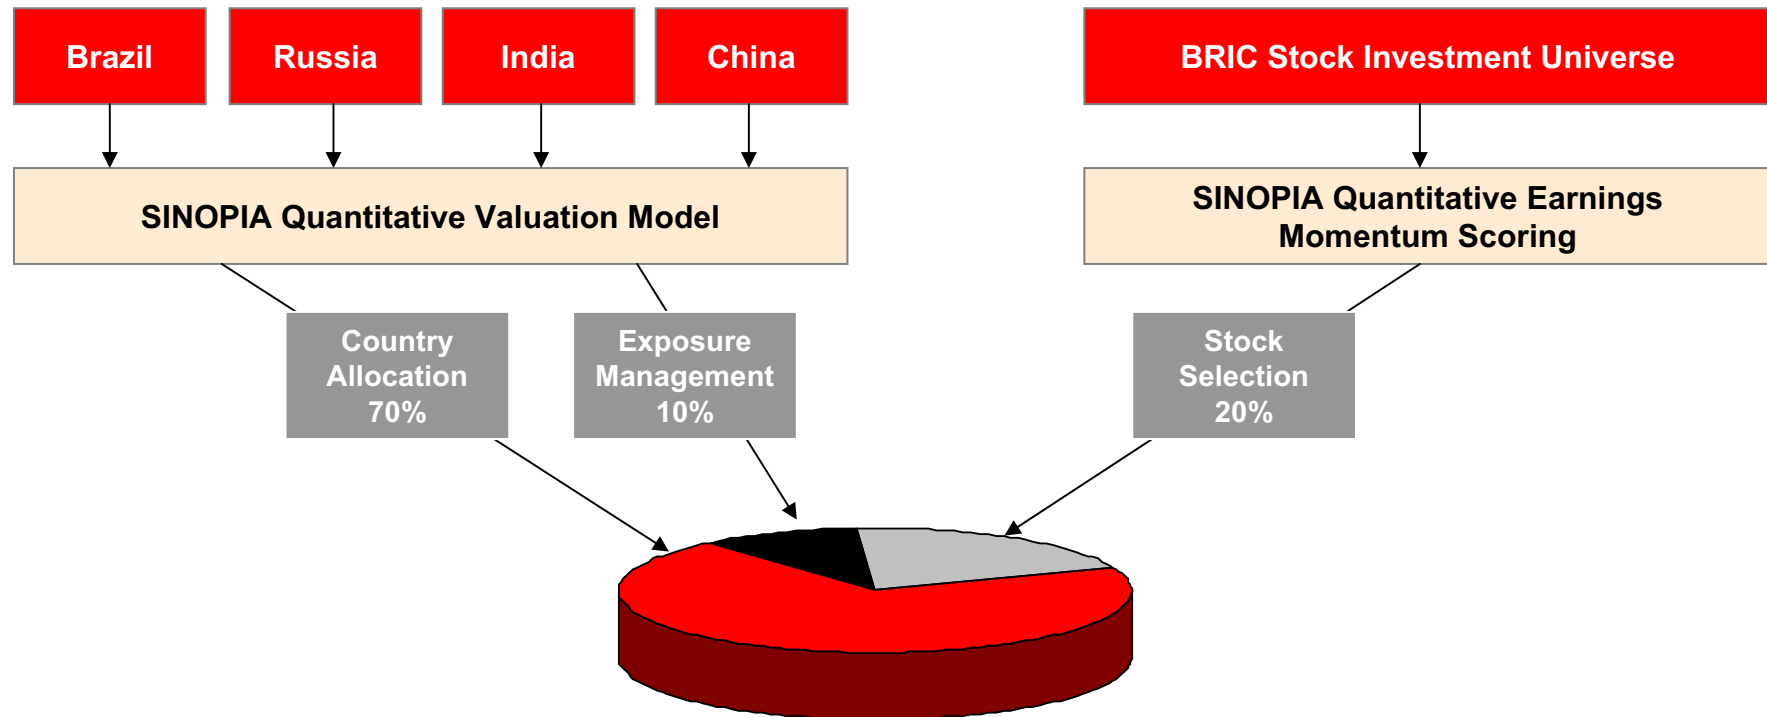 Brazil
Russia
India
China
BRIC Stock Investment Universe
SINOPIA Quantitative Valuation Model
SINOPIA Quantitative Earnings
Momentum Scoring
Country
Allocation
70%
Exposure
Management
10%
Stock
Selection
20%